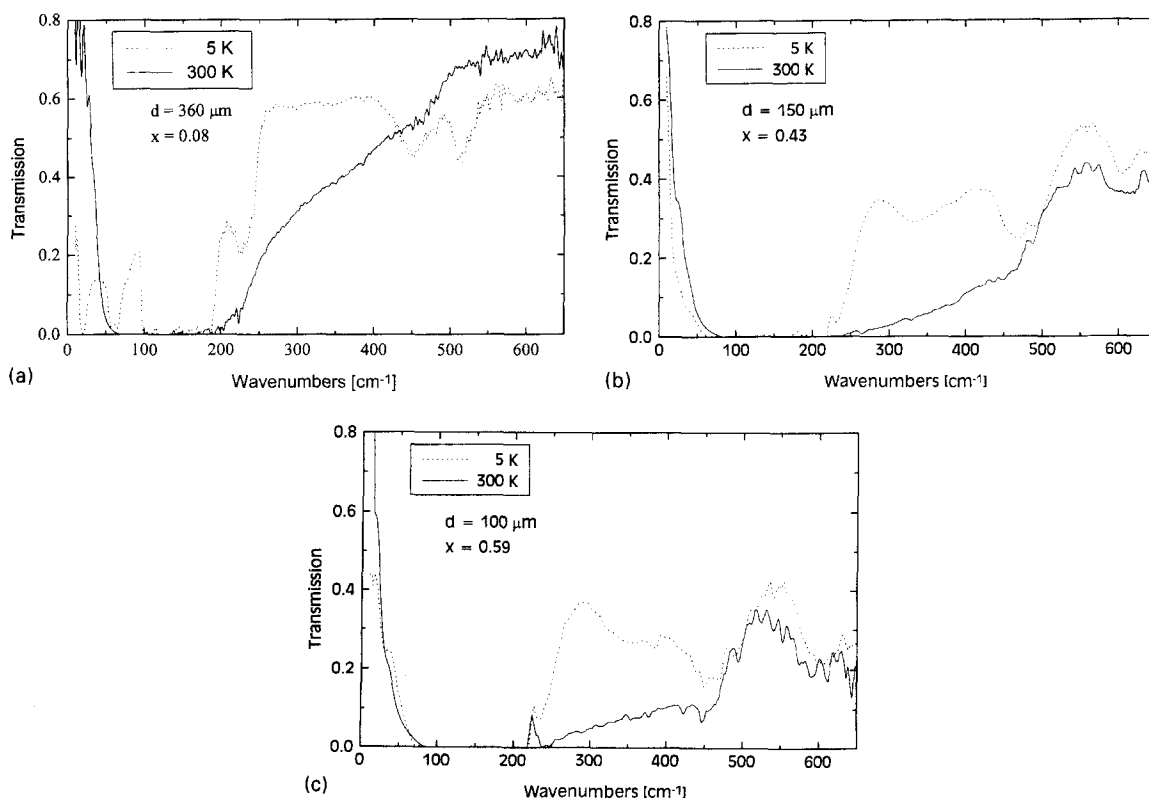 0.8
0.6
0.4
0.2
0.0
Transmission
5 K
300 K
d = 360 μm
x = 0.08
0 100 200 300 400 500 600
Wavenumbers [cm-1]
(a)
0.8
0.6
0.4
0.2
0.0
Transmission
5 K
300 K
d = 150 μm
x = 0.43
0 100 200 300 400 500 600
Wavenumbers [cm-1]
(b)
0.8
0.6
0.4
0.2
0.0
Transmission
5 K
300 K
d = 100 μm
x = 0.59
0 100 200 300 400 500 600
Wavenumbers [cm-1]
(c)